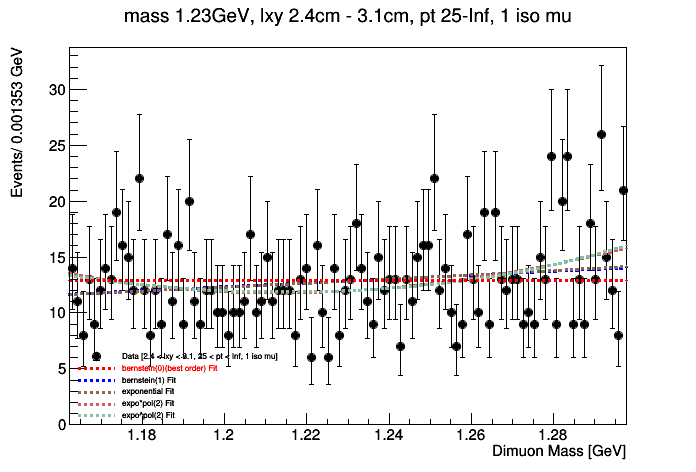 mass 1.23GeV, lxy 2.4cm - 3.1cm, pt 25-Inf, 1 iso mu
Events/ 0.001353 GeV
30
25
20
15
10
5
0
Data [2.4 < lxy < 3.1, 25 < pt < Inf, 1 iso mu]
bernstein(0)(best order) Fit
bernstein(1) Fit
exponential Fit
expo*pol(2) Fit
expo*pol(2) Fit
1.18 1.2 1.22 1.24 1.26 1.28
Dimuon Mass [GeV]